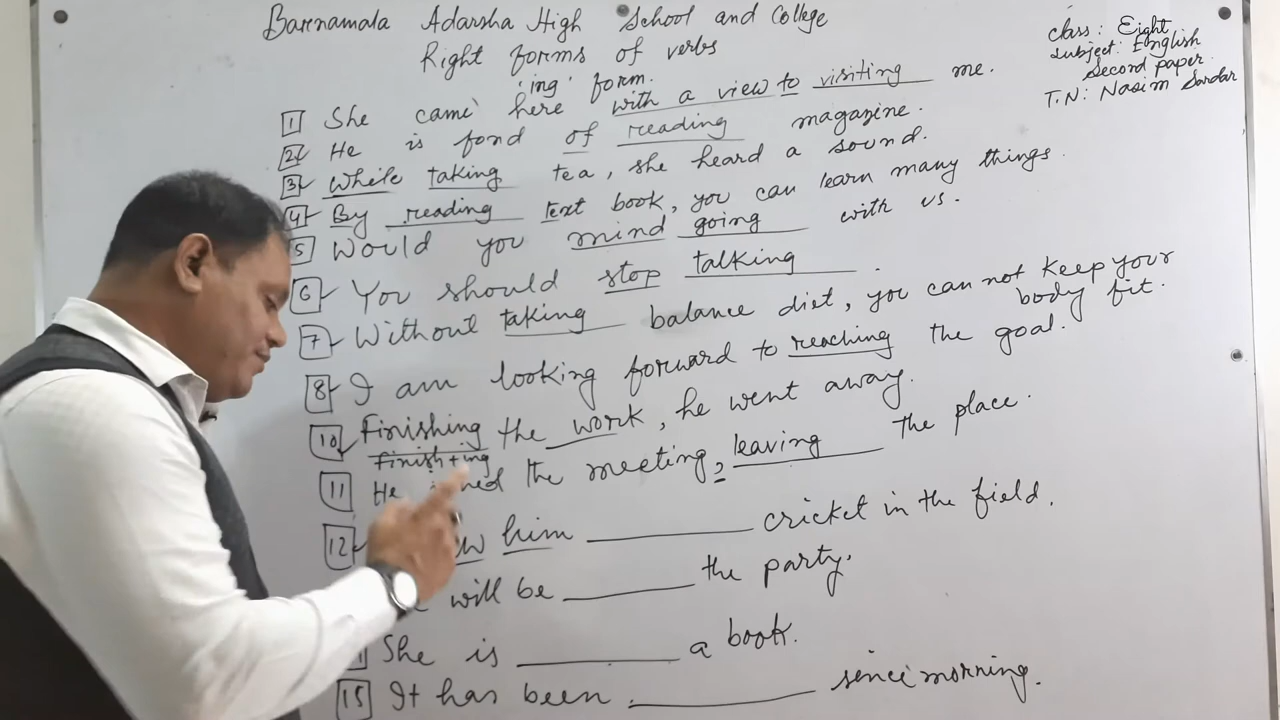 Barnamala Adarsha High School and College
Right forms of verbs
'ing' form.
Class: Eight
Subject: English
Second paper
T.N: Nasim Sardar
1 She came here with a view to visiting me.
2 He is fond of reading magazine.
3 While taking tea, she heard a sound.
4 By reading text book, you can learn many things.
5 Would you mind going with us.
6 You should stop talking.
7 Without taking balance diet, you can not keep your
body fit.
8 I am looking forward to reaching the goal.
10 Finishing the work, he went away.
finish+ing
11 He the meeting, leaving the place.
12 him ______ cricket in the field.
will be ______ the party.
She is ______ a book.
15 It has been ______ sence morning.